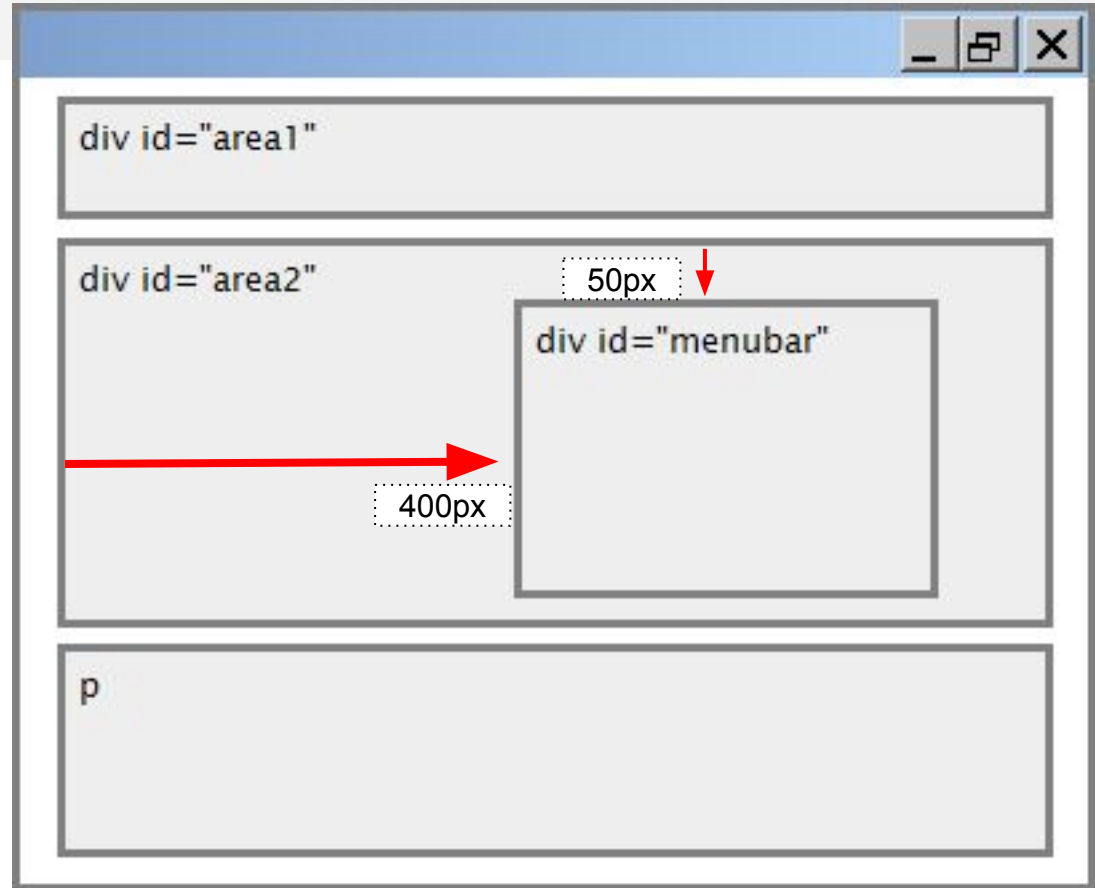 div id="area1"
div id="area2"
50px
div id="menubar"
400px
p